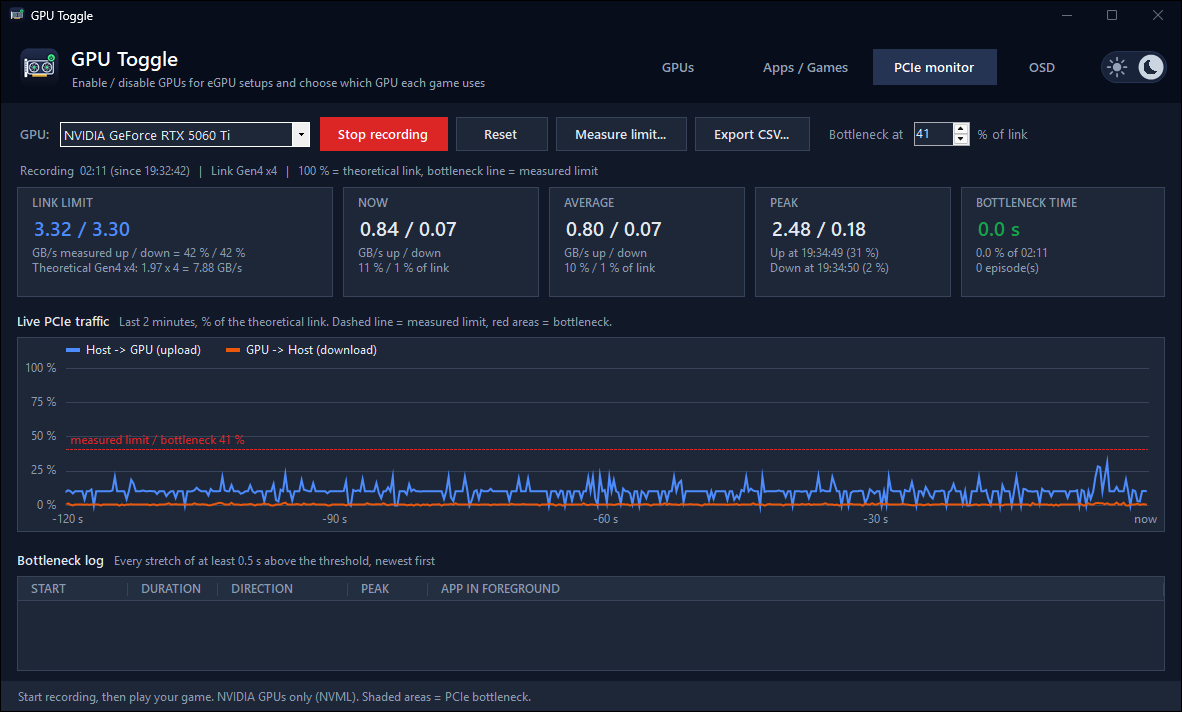 GPU Toggle
GPU Toggle
Enable / disable GPUs for eGPU setups and choose which GPU each game uses
GPUs
Apps / Games
PCIe monitor
OSD
GPU:
NVIDIA GeForce RTX 5060 Ti
Stop recording
Reset
Measure limit...
Export CSV...
Bottleneck at
41
% of link
Recording 02:11 (since 19:32:42) | Link Gen4 x4 | 100 % = theoretical link, bottleneck line = measured limit
LINK LIMIT
3.32 / 3.30
GB/s measured up / down = 42 % / 42 %
Theoretical Gen4 x4: 1.97 x 4 = 7.88 GB/s
NOW
0.84 / 0.07
GB/s up / down
11 % / 1 % of link
AVERAGE
0.80 / 0.07
GB/s up / down
10 % / 1 % of link
PEAK
2.48 / 0.18
Up at 19:34:49 (31 %)
Down at 19:34:50 (2 %)
BOTTLENECK TIME
0.0 s
0.0 % of 02:11
0 episode(s)
Live PCIe traffic Last 2 minutes, % of the theoretical link. Dashed line = measured limit, red areas = bottleneck.
Host -> GPU (upload)
GPU -> Host (download)
100 %
75 %
50 %
measured limit / bottleneck 41 %
25 %
0 %
-120 s
-90 s
-60 s
-30 s
now
Bottleneck log Every stretch of at least 0.5 s above the threshold, newest first
START
DURATION
DIRECTION
PEAK
APP IN FOREGROUND
Start recording, then play your game. NVIDIA GPUs only (NVML). Shaded areas = PCIe bottleneck.